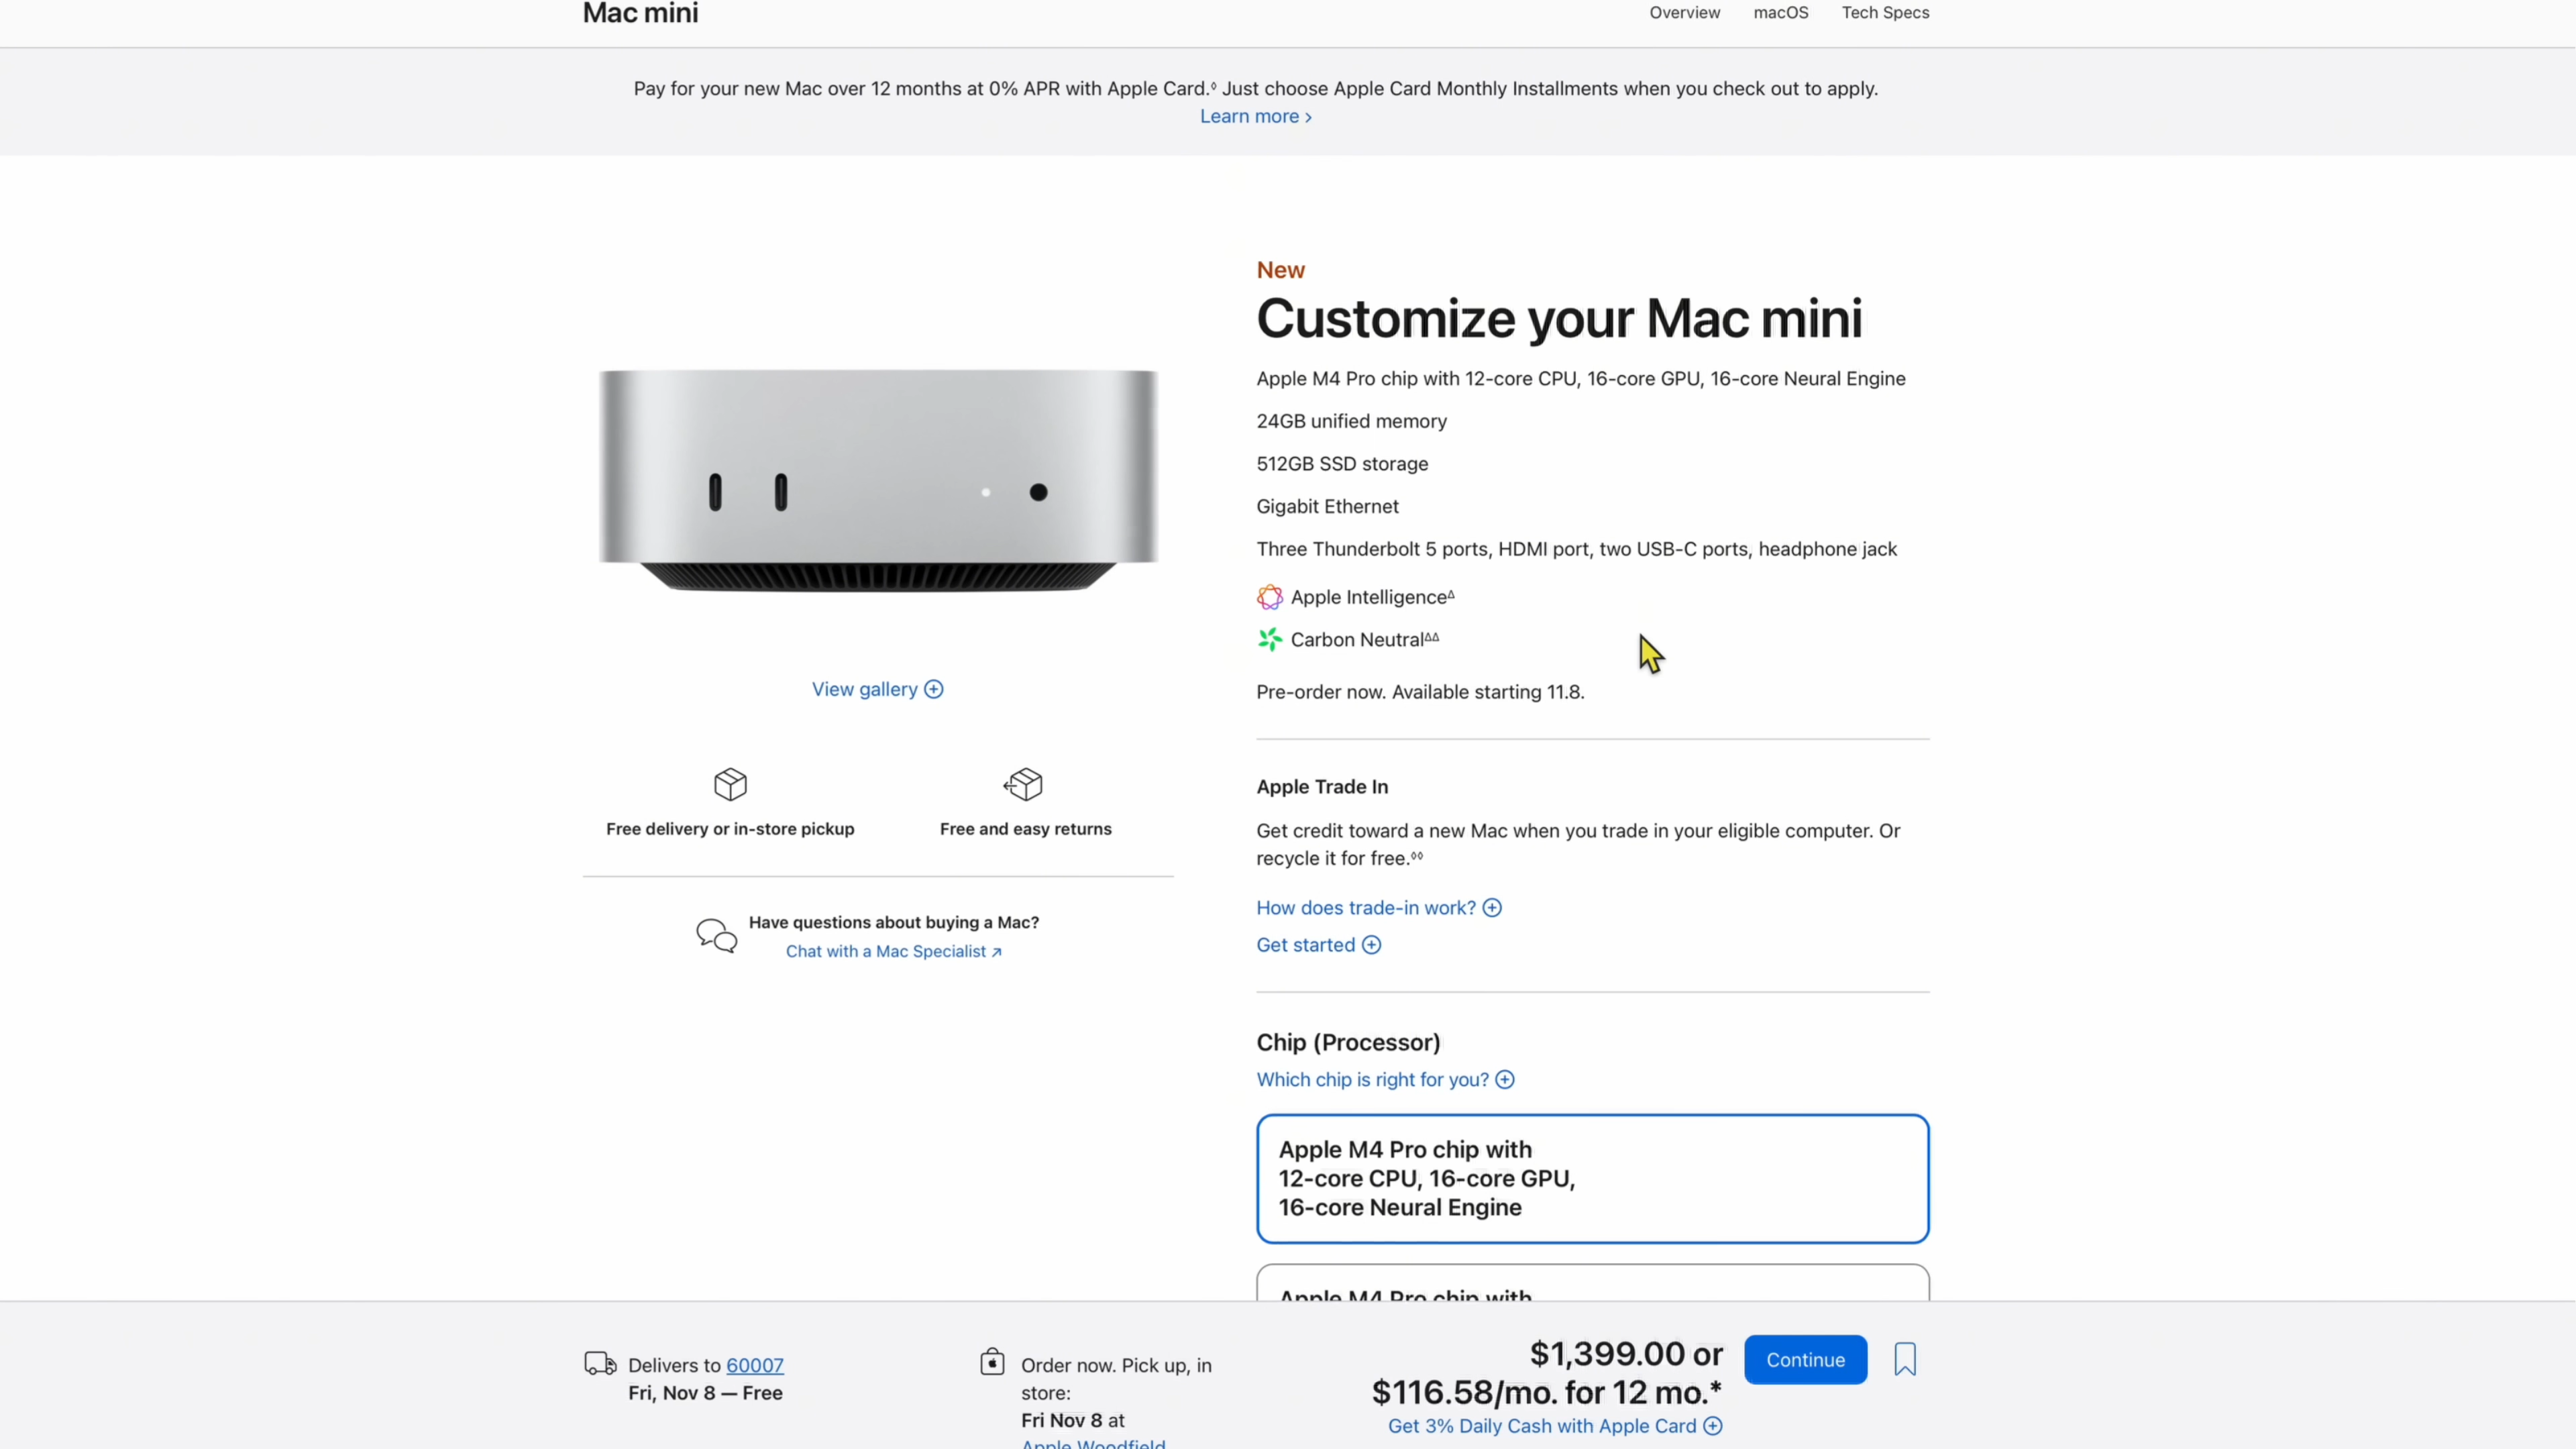 Mac mini
Overview
macOS
Tech Specs
Pay for your new Mac over 12 months at 0% APR with Apple Card.◊ Just choose Apple Card Monthly Installments when you check out to apply.
Learn more >
New
Customize your Mac mini
Apple M4 Pro chip with 12-core CPU, 16-core GPU, 16-core Neural Engine
24GB unified memory
512GB SSD storage
Gigabit Ethernet
Three Thunderbolt 5 ports, HDMI port, two USB-C ports, headphone jack
Apple Intelligence∆
Carbon Neutral∆∆
Pre-order now. Available starting 11.8.
View gallery
Free delivery or in-store pickup
Free and easy returns
Have questions about buying a Mac?
Chat with a Mac Specialist ↗
Apple Trade In
Get credit toward a new Mac when you trade in your eligible computer. Or
recycle it for free.◊◊
How does trade-in work?
Get started
Chip (Processor)
Which chip is right for you?
Apple M4 Pro chip with
12-core CPU, 16-core GPU,
16-core Neural Engine
Apple M4 Pro chip with
Delivers to 60007
Fri, Nov 8 — Free
Order now. Pick up, in
store:
Fri Nov 8 at
Apple Woodfield
$1,399.00 or
$116.58/mo. for 12 mo.*
Get 3% Daily Cash with Apple Card
Continue